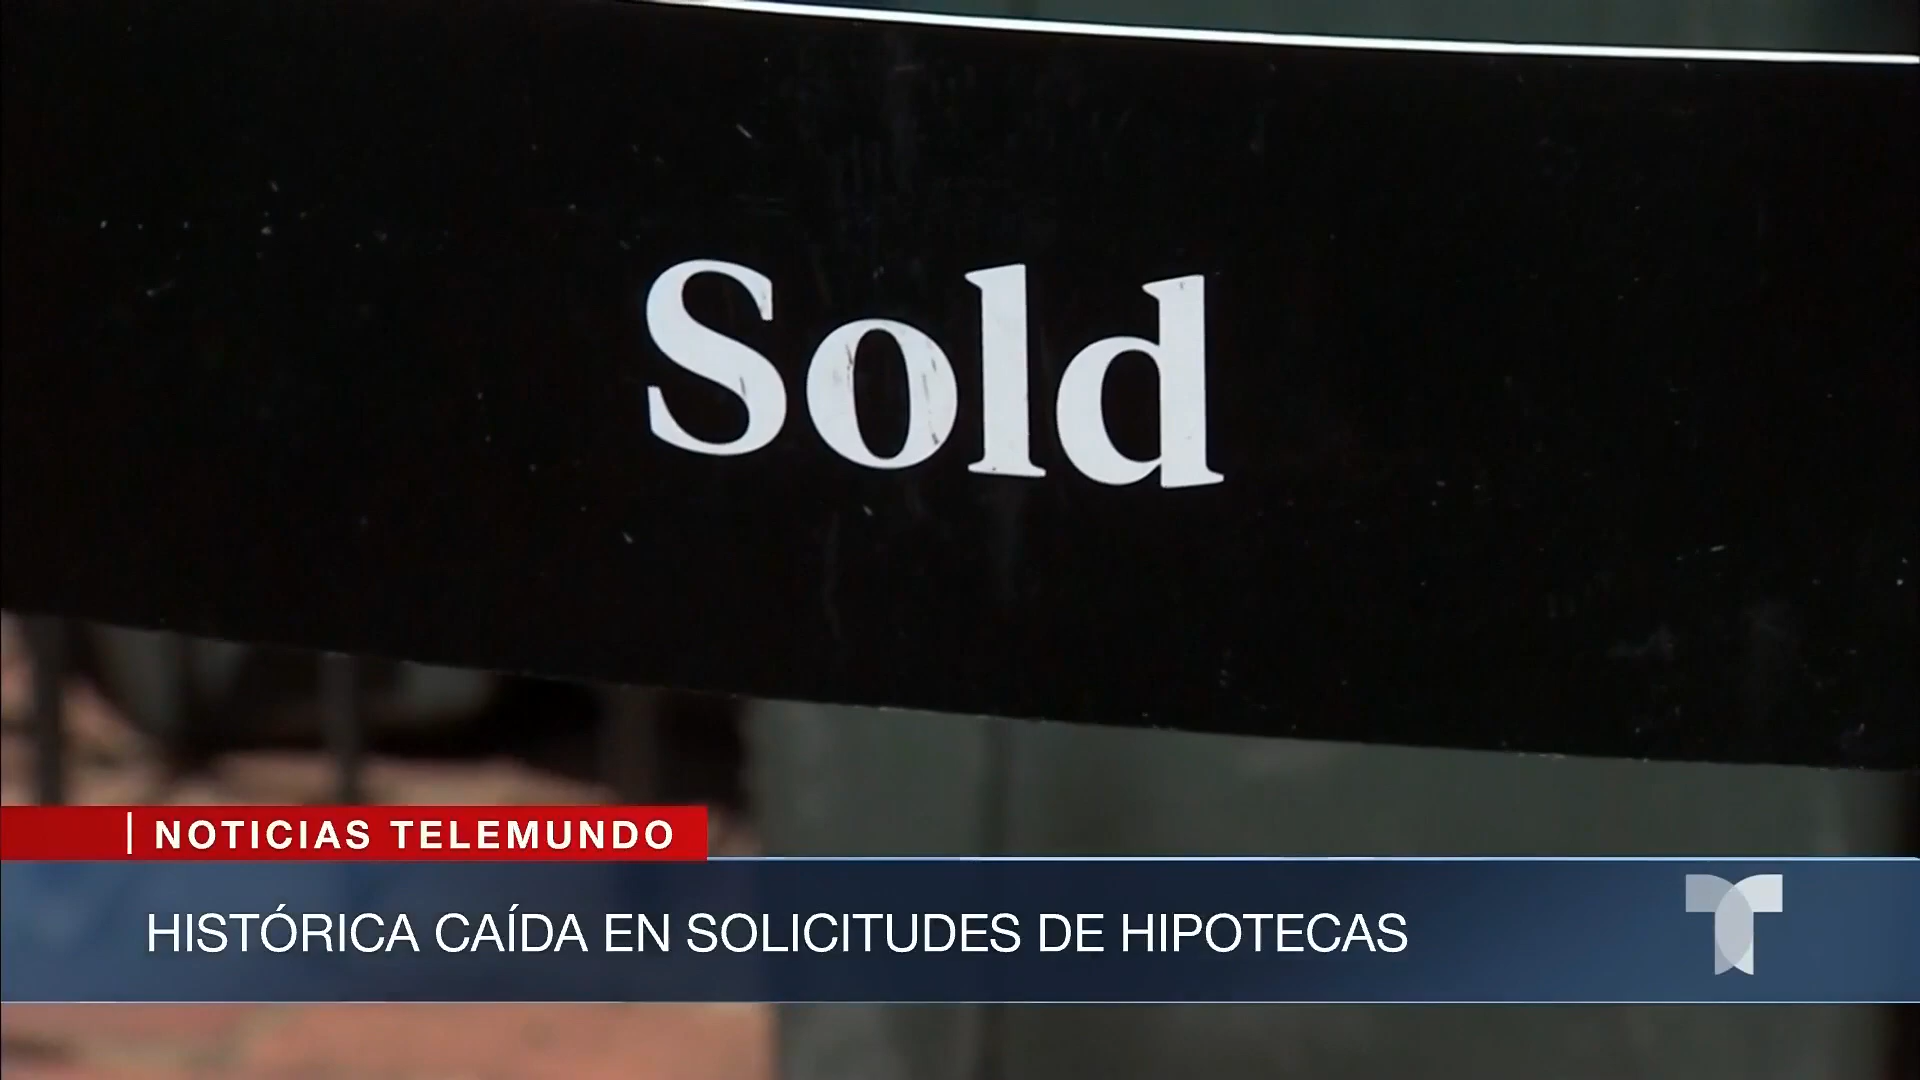 Sold
| NOTICIAS TELEMUNDO
HISTÓRICA CAÍDA EN SOLICITUDES DE HIPOTECAS